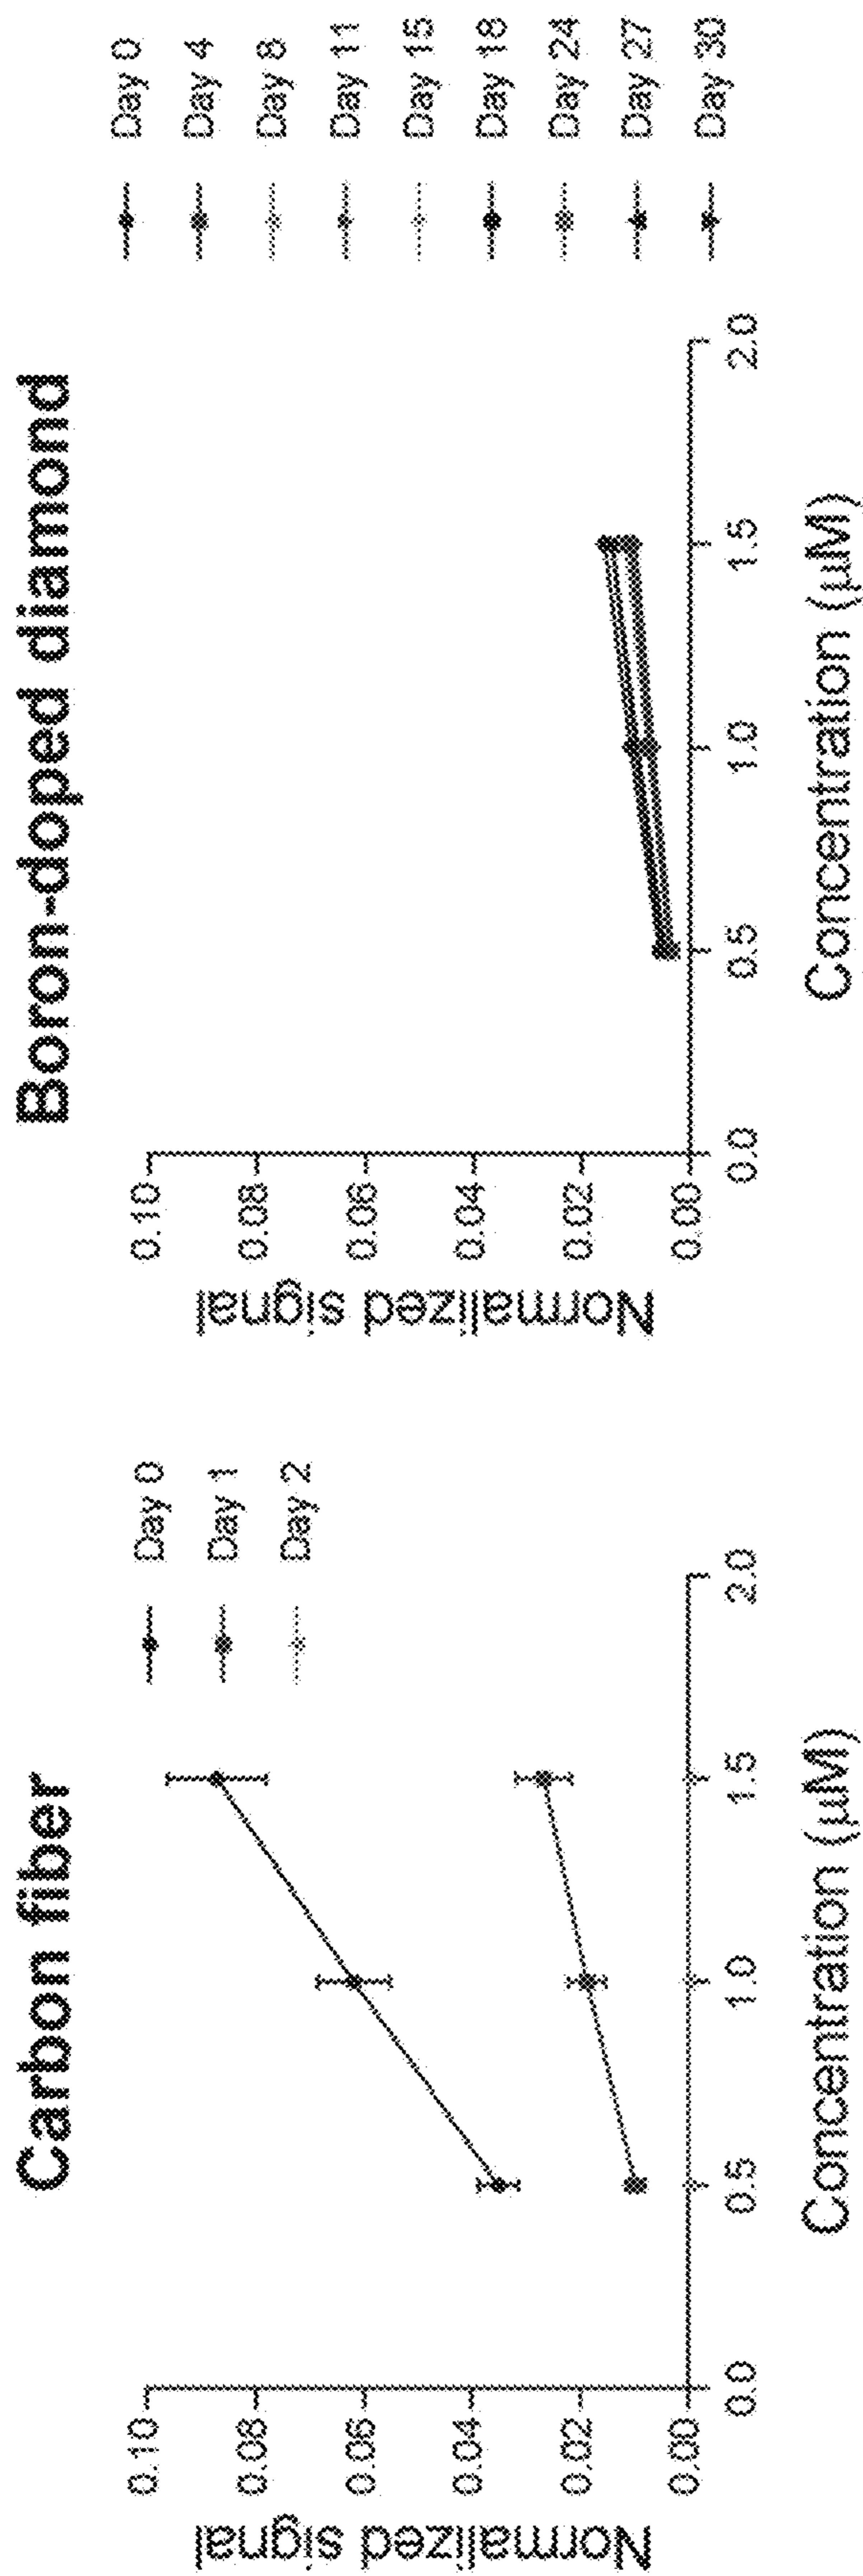 Carbon fiber
Normalized signal
0.10
0.08
0.06
0.04
0.02
0.00
0.0
0.5
1.0
1.5
2.0
Concentration (μM)
Day 0
Day 1
Day 2
Boron-doped diamond
Normalized signal
0.10
0.08
0.06
0.04
0.02
0.00
0.0
0.5
1.0
1.5
2.0
Concentration (μM)
Day 0
Day 4
Day 8
Day 11
Day 15
Day 18
Day 24
Day 27
Day 30